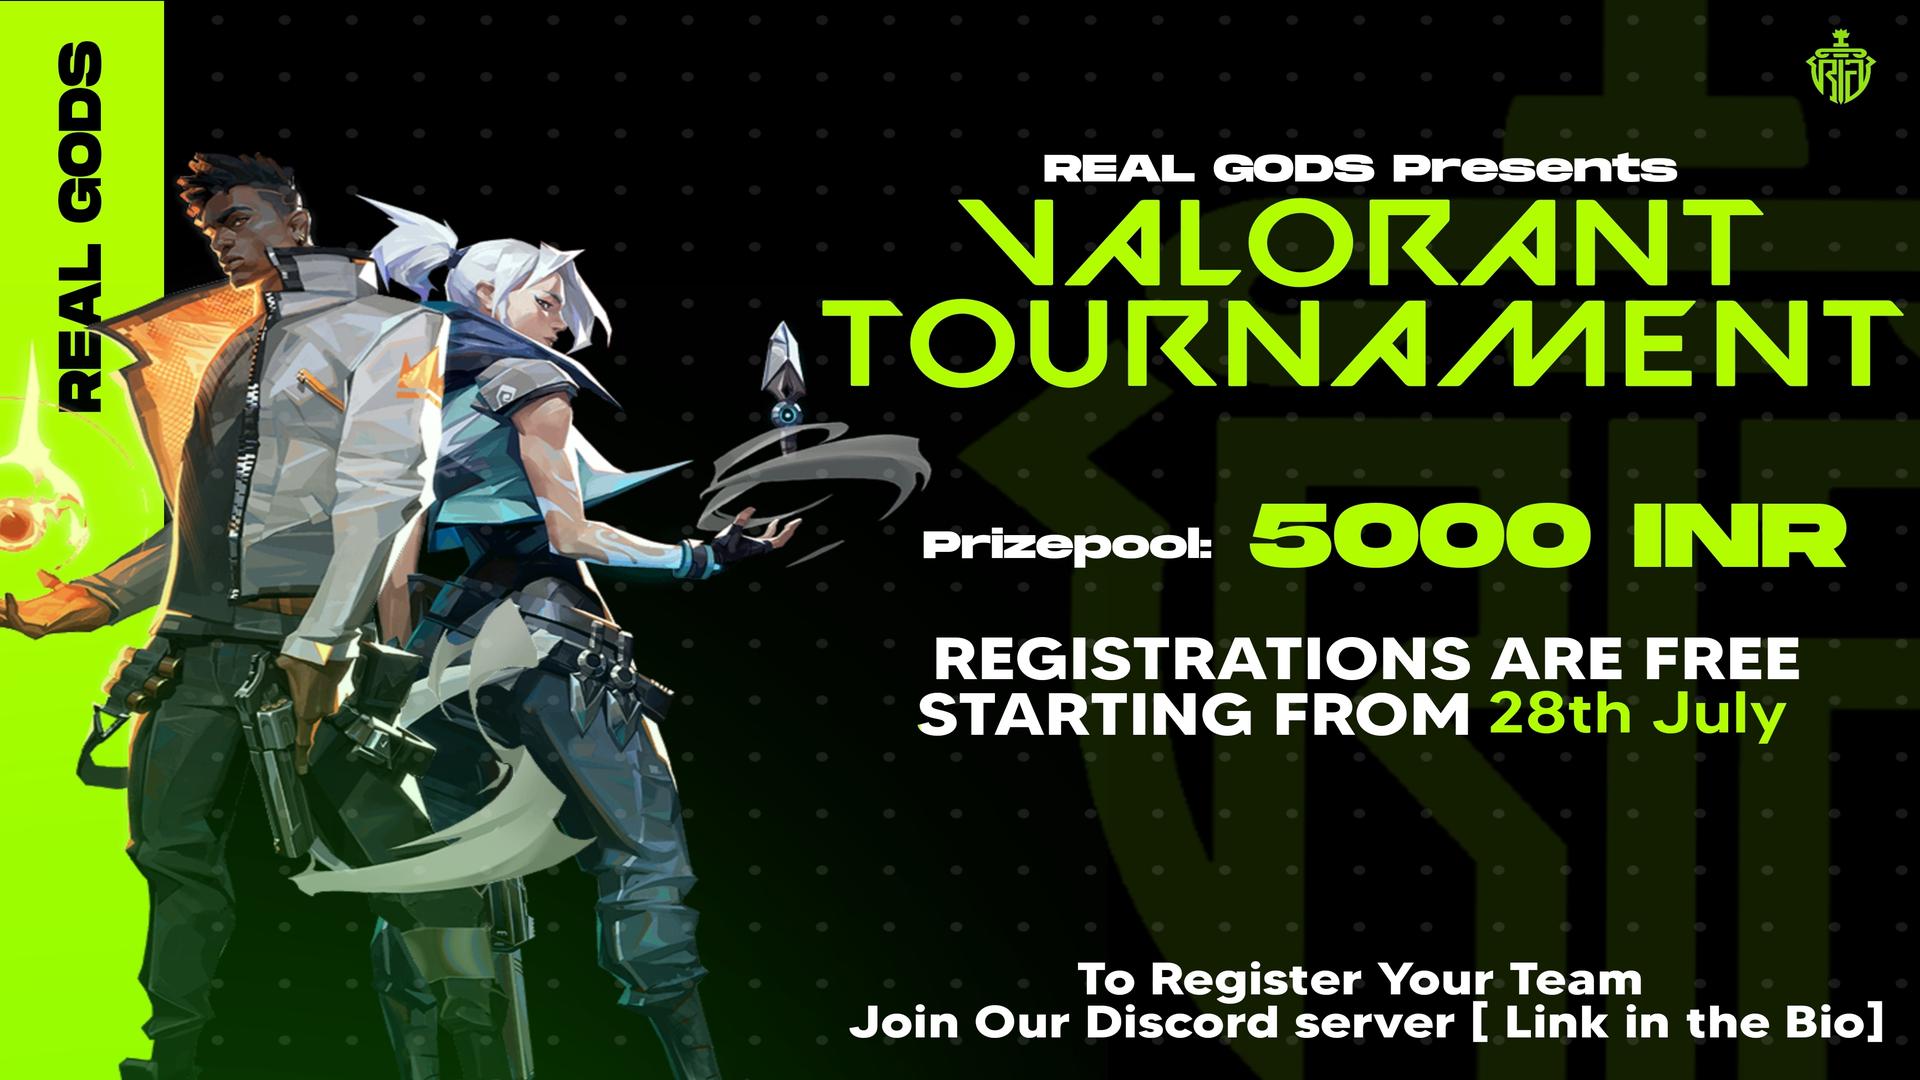 REAL GODS
REAL GODS Presents
VALORANT
TOURNAMENT
Prizepool: 5000 INR
REGISTRATIONS ARE FREE
STARTING FROM 28th July
To Register Your Team
Join Our Discord server [ Link in the Bio]